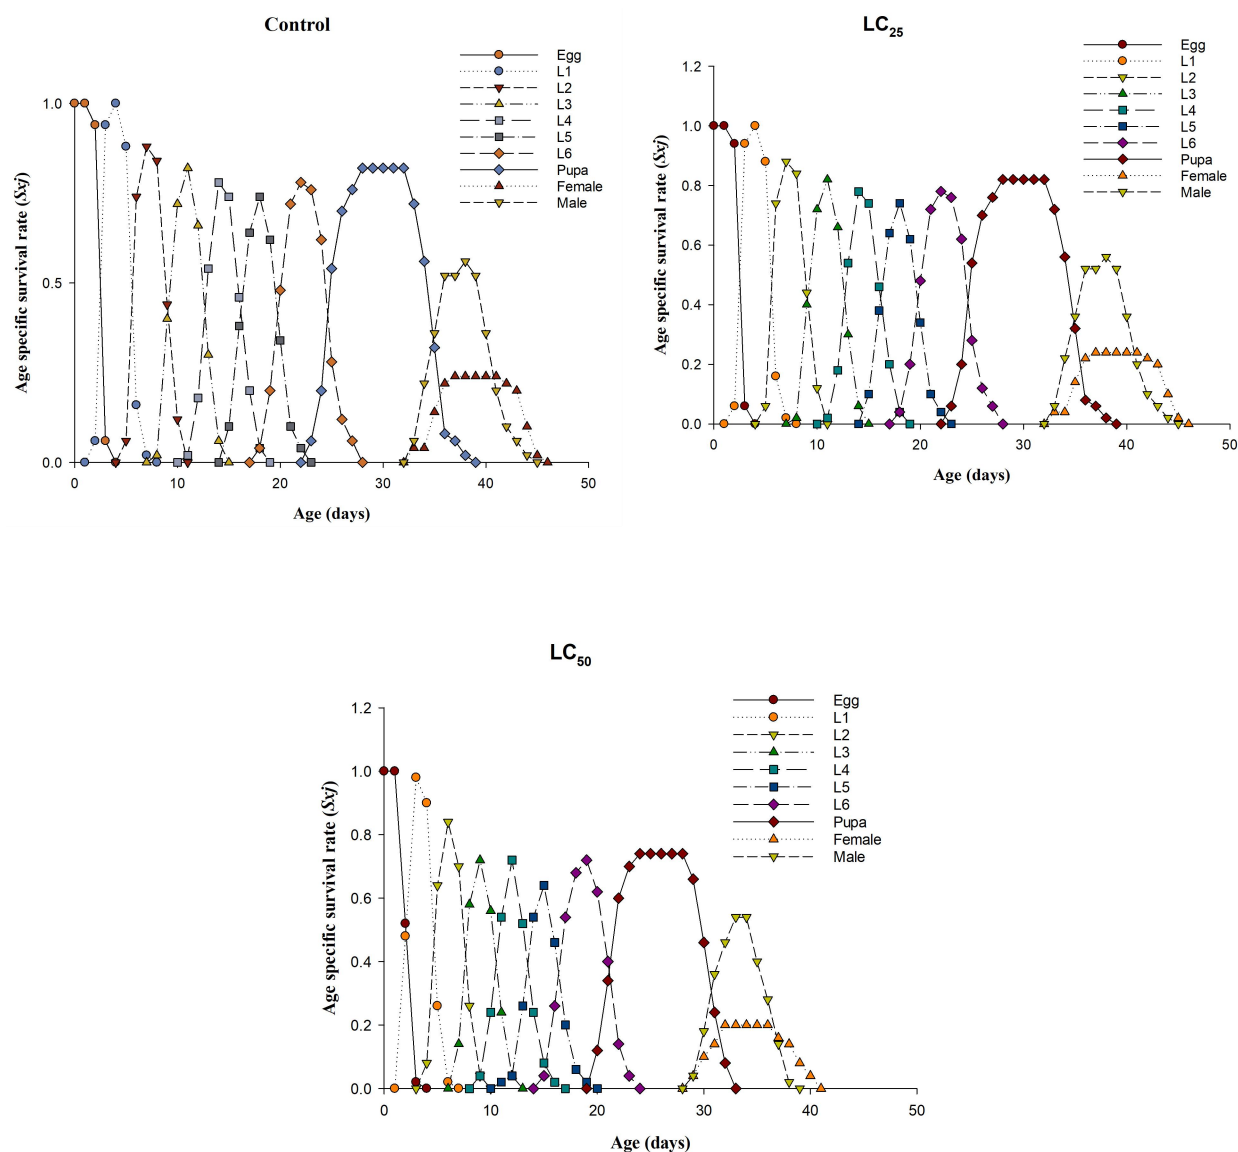 Control
Egg
L1
L2
L3
L4
L5
L6
Pupa
Female
Male
Age specific survival rate (Sxj)
1.0
0.5
0.0
0 10 20 30 40 50
Age (days)
LC25
Egg
L1
L2
L3
L4
L5
L6
Pupa
Female
Male
Age specific survival rate (Sxj)
1.2
1.0
0.8
0.6
0.4
0.2
0.0
0 10 20 30 40 50
Age (days)
LC50
Egg
L1
L2
L3
L4
L5
L6
Pupa
Female
Male
Age specific survival rate (Sxj)
1.2
1.0
0.8
0.6
0.4
0.2
0.0
0 10 20 30 40 50
Age (days)